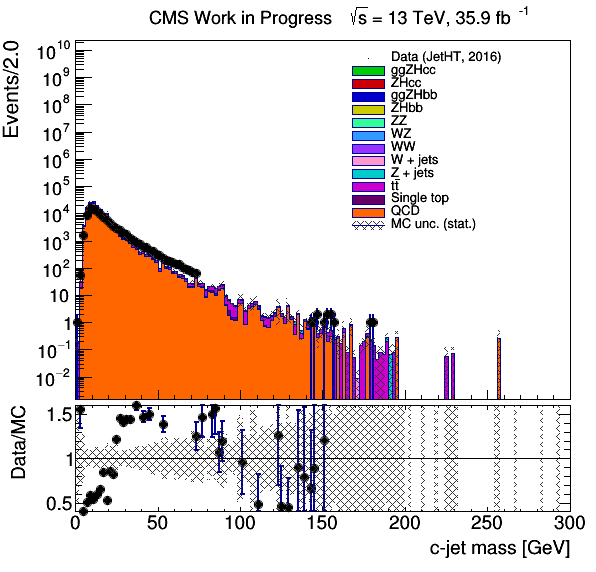 CMS Work in Progress √s = 13 TeV, 35.9 fb -1
Events/2.0
10^10
10^9
10^8
10^7
10^6
10^5
10^4
10^3
10^2
10
1
10^-1
10^-2
Data (JetHT, 2016)
ggZHcc
ZHcc
ggZHbb
ZHbb
ZZ
WZ
WW
W + jets
Z + jets
tt̄
Single top
QCD
MC unc. (stat.)
Data/MC
1.5
1
0.5
0 50 100 150 200 250 300
c-jet mass [GeV]